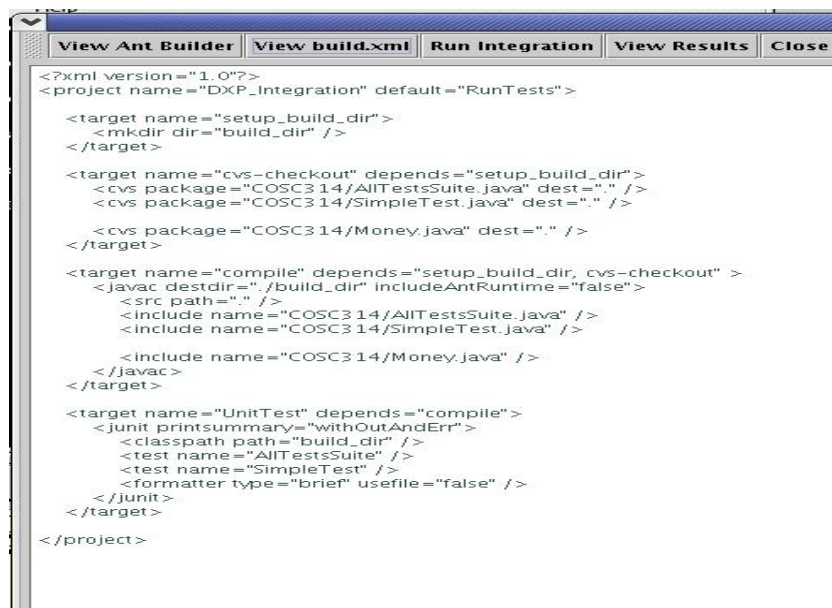 View Ant Builder View build.xml Run Integration View Results Close
<?xml version="1.0"?>
<project name="DXP_Integration" default="RunTests">
<target name="setup_build_dir">
<mkdir dir="build_dir" />
</target>
<target name="cvs-checkout" depends="setup_build_dir">
<cvs package="COSC314/AllTestsSuite.java" dest="." />
<cvs package="COSC314/SimpleTest.java" dest="." />
<cvs package="COSC314/Money.java" dest="." />
</target>
<target name="compile" depends="setup_build_dir, cvs-checkout" >
<javac destdir="./build_dir" includeAntRuntime="false">
<src path="." />
<include name="COSC314/AllTestsSuite.java" />
<include name="COSC314/SimpleTest.java" />
<include name="COSC314/Money.java" />
</javac>
</target>
<target name="UnitTest" depends="compile">
<junit printsummary="withOutAndErr">
<classpath path="build_dir" />
<test name="AllTestsSuite" />
<test name="SimpleTest" />
<formatter type="brief" usefile="false" />
</junit>
</target>
</project>